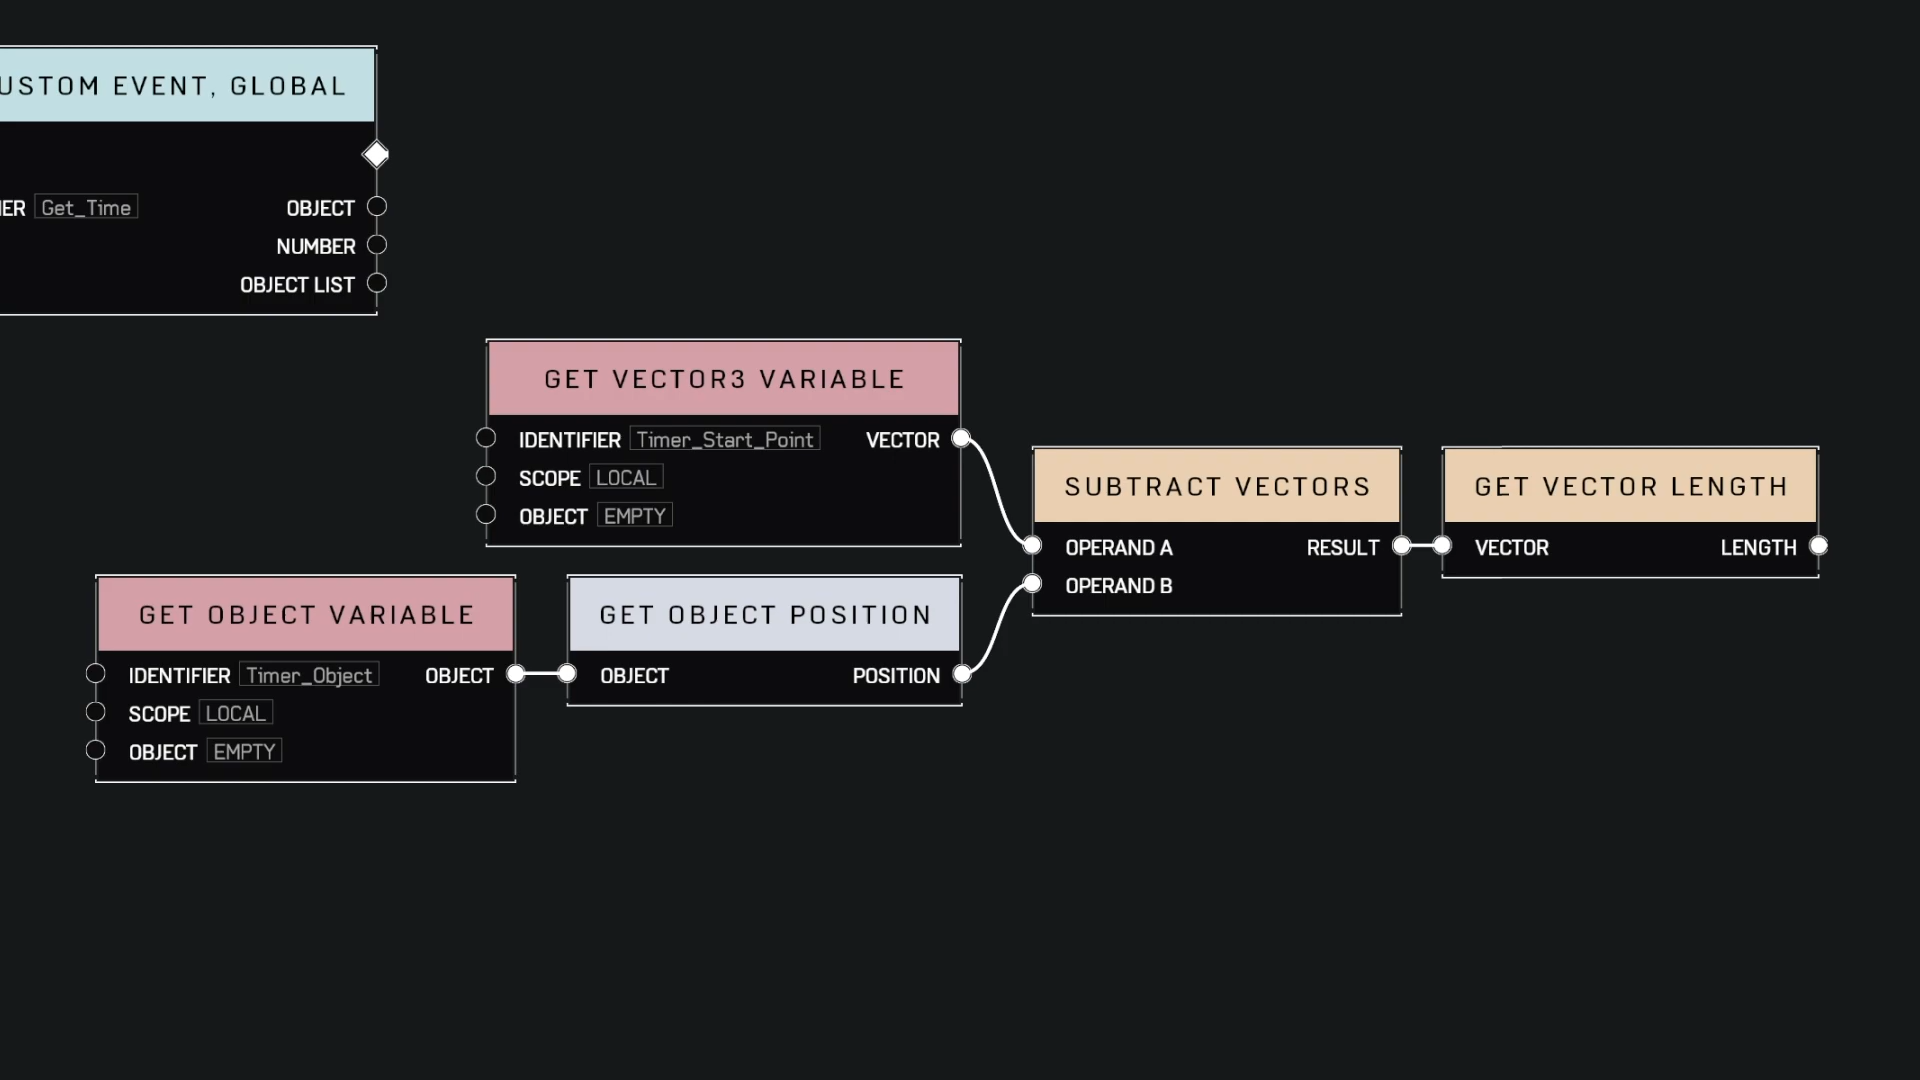 USTOM EVENT, GLOBAL
IER Get_Time OBJECT
NUMBER
OBJECT LIST
GET VECTOR3 VARIABLE
IDENTIFIER Timer_Start_Point VECTOR
SCOPE LOCAL
OBJECT EMPTY
SUBTRACT VECTORS
OPERAND A RESULT
OPERAND B
GET VECTOR LENGTH
VECTOR LENGTH
GET OBJECT VARIABLE
IDENTIFIER Timer_Object OBJECT
SCOPE LOCAL
OBJECT EMPTY
GET OBJECT POSITION
OBJECT POSITION